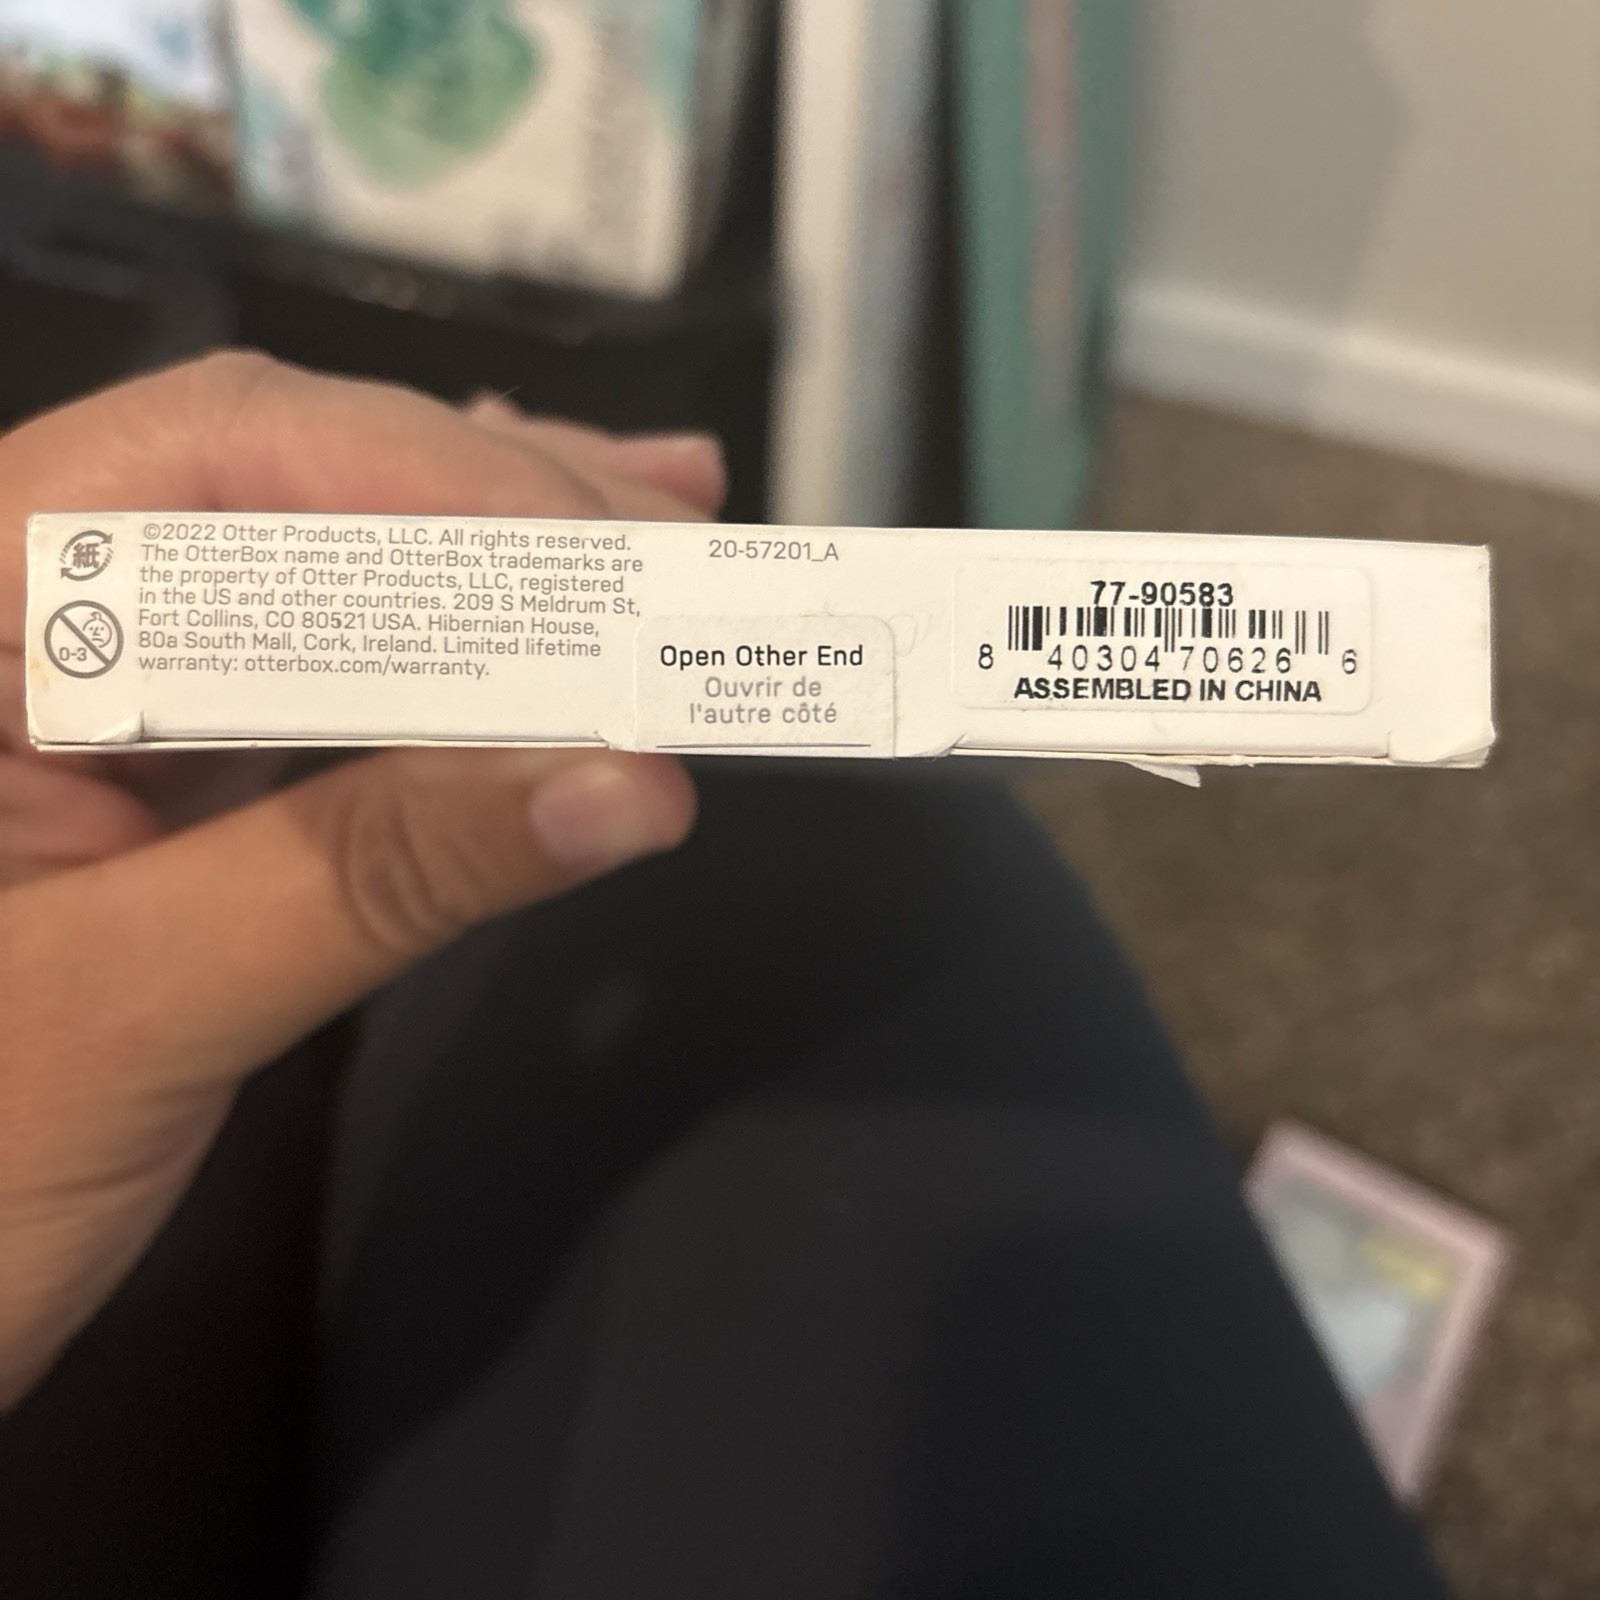 紙
0-3
©2022 Otter Products, LLC. All rights reserved.
The OtterBox name and OtterBox trademarks are
the property of Otter Products, LLC, registered
in the US and other countries. 209 S Meldrum St,
Fort Collins, CO 80521 USA. Hibernian House,
80a South Mall, Cork, Ireland. Limited lifetime
warranty: otterbox.com/warranty.
20-57201_A
Open Other End
Ouvrir de
l'autre côté
77-90583
8 40304 70626 6
ASSEMBLED IN CHINA